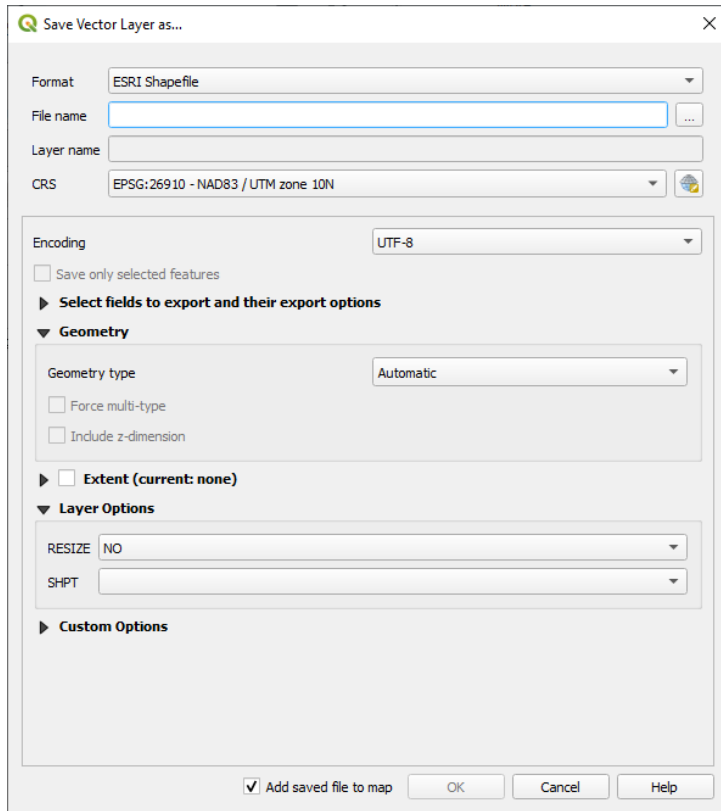 Save Vector Layer as...
Format ESRI Shapefile
File name ...
Layer name
CRS EPSG:26910 - NAD83 / UTM zone 10N
Encoding UTF-8
Save only selected features
Select fields to export and their export options
Geometry
Geometry type Automatic
Force multi-type
Include z-dimension
Extent (current: none)
Layer Options
RESIZE NO
SHPT
Custom Options
Add saved file to map OK Cancel Help